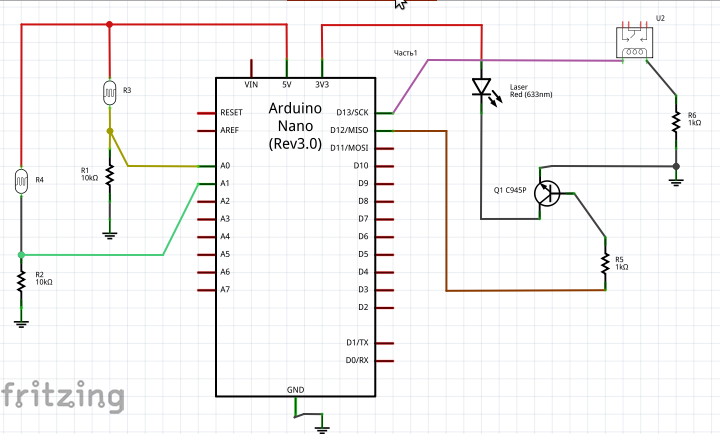 U2
Часть1
VIN
5V
3V3
Laser
Red (633nm)
R3
Arduino
Nano
(Rev3.0)
RESET
D13/SCK
R6
1kΩ
AREF
D12/MISO
D11/MOSI
R1
10kΩ
A0
D10
R4
A1
D9
Q1 C945P
A2
D8
A3
D7
A4
D6
A5
D5
R5
1kΩ
R2
10kΩ
A6
D4
A7
D3
D2
D1/TX
D0/RX
GND
fritzing